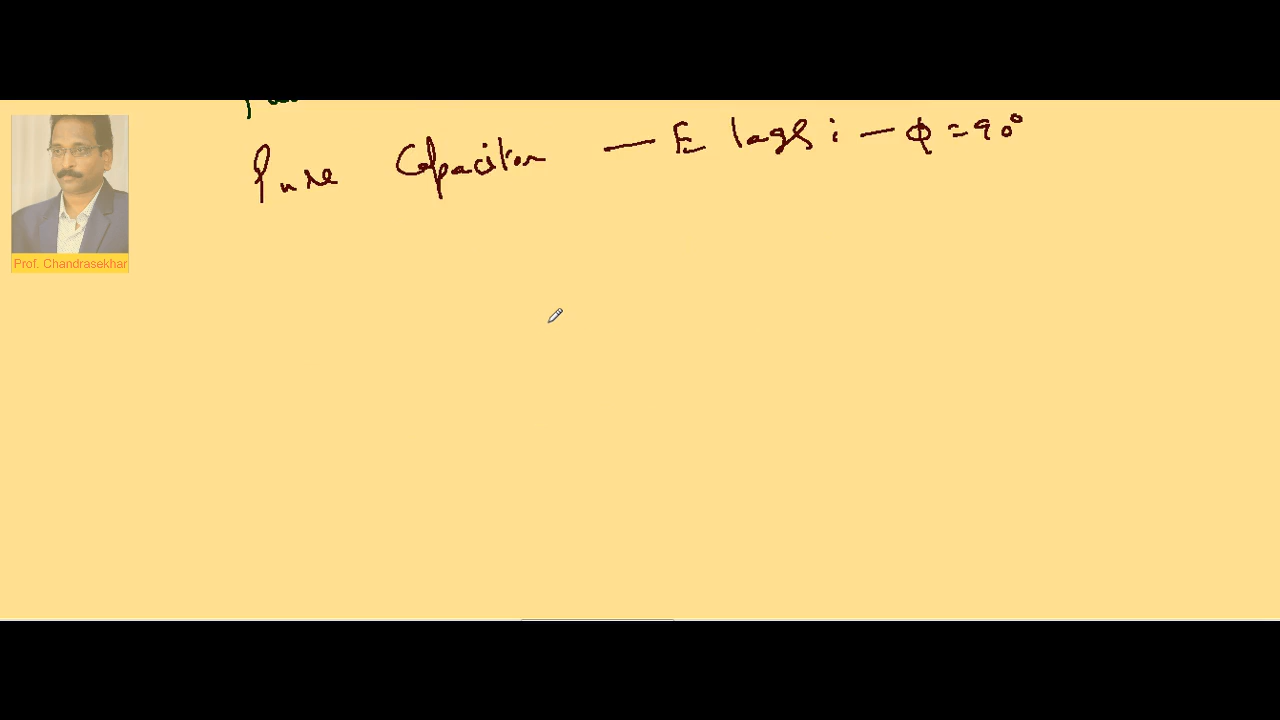 Pure Capacitor — E lags i — Φ = 90°
Prof. Chandrasekhar